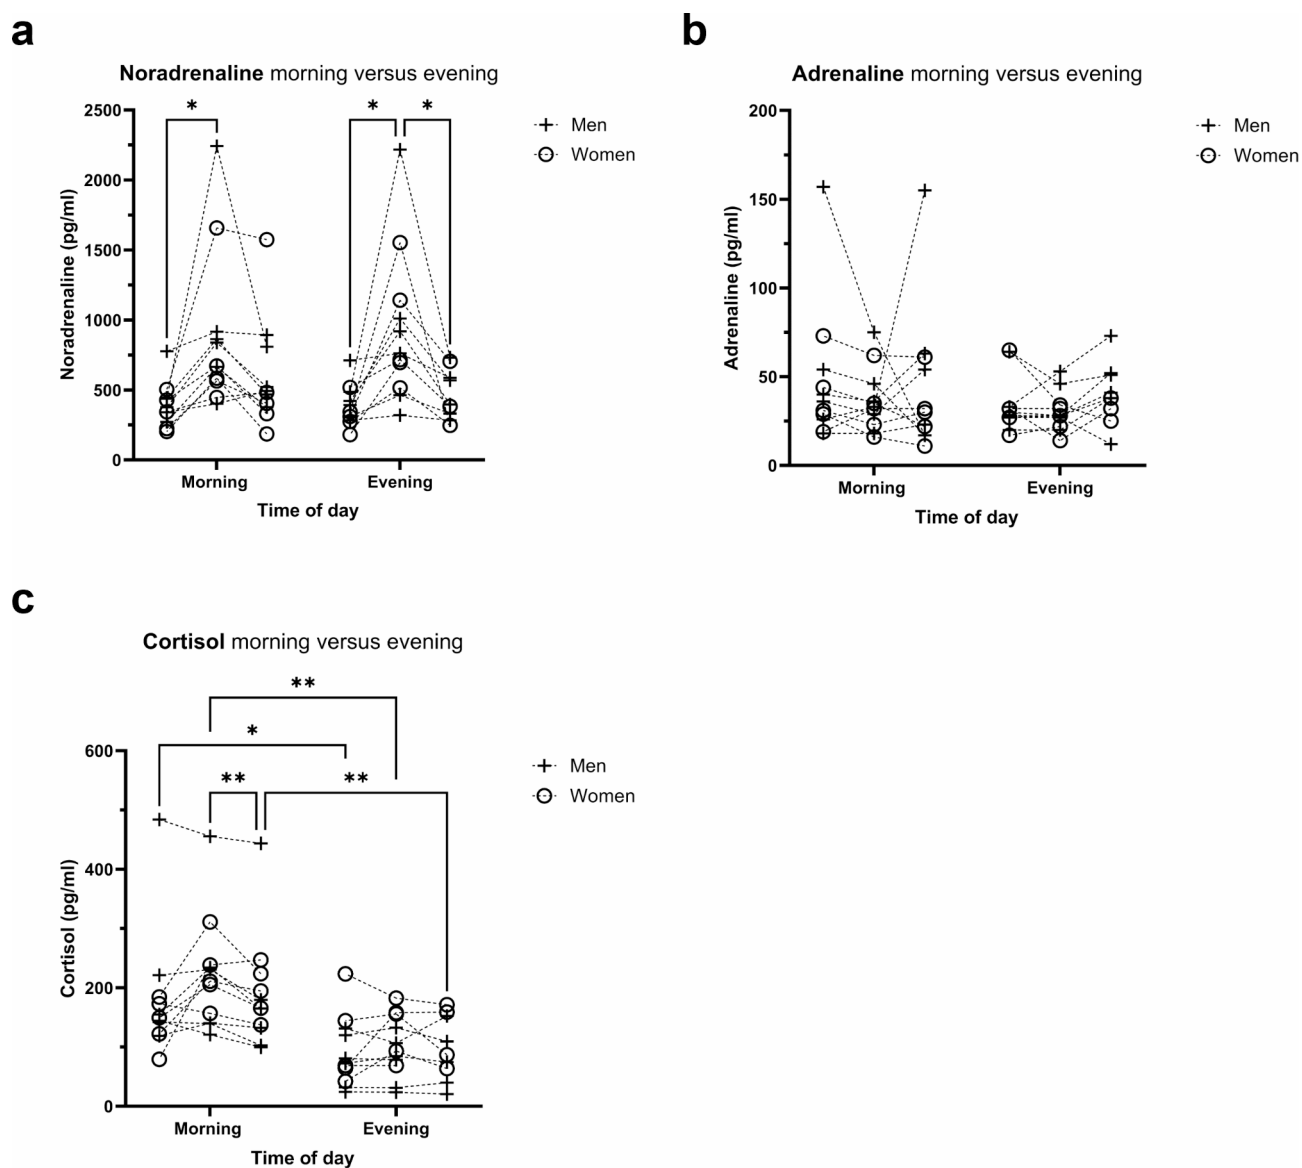 a
Noradrenaline morning versus evening
* * *
2500
2000
1500
1000
500
0
Noradrenaline (pg/ml)
Morning Evening
Time of day
Men
Women
b
Adrenaline morning versus evening
200
150
100
50
0
Adrenaline (pg/ml)
Morning Evening
Time of day
Men
Women
c
Cortisol morning versus evening
**
*
** **
600
400
200
0
Cortisol (pg/ml)
Morning Evening
Time of day
Men
Women